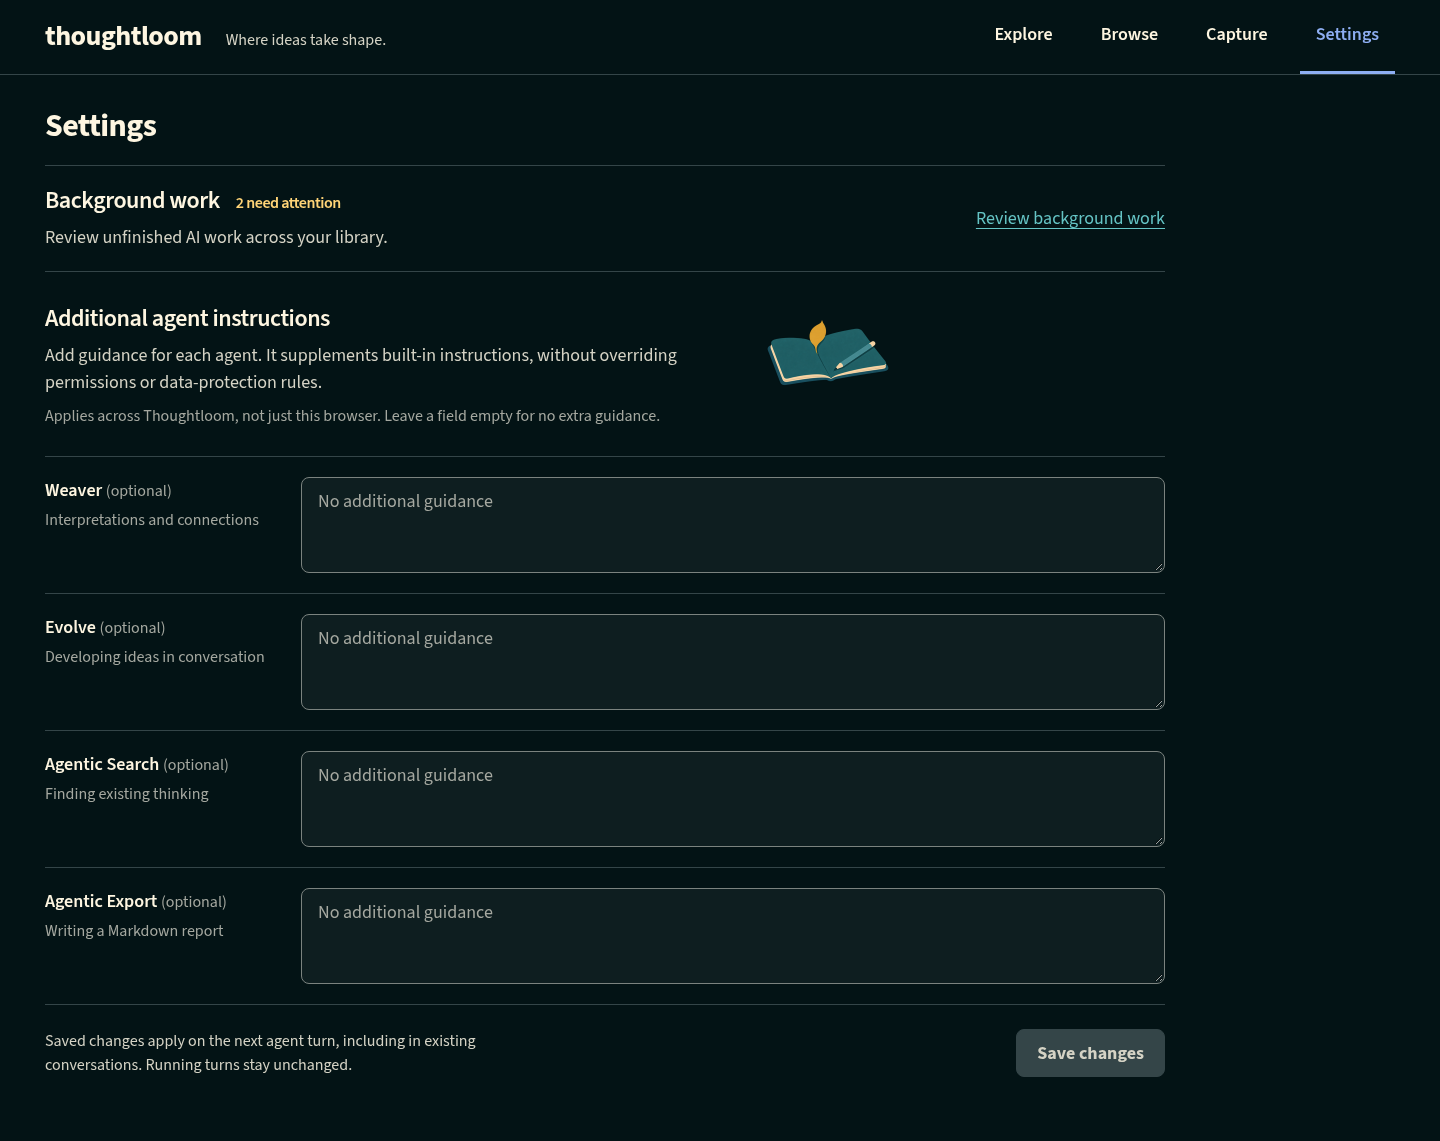 thoughtloom
Where ideas take shape.
Explore
Browse
Capture
Settings
Settings
Background work
2 need attention
Review unfinished AI work across your library.
Review background work
Additional agent instructions
Add guidance for each agent. It supplements built-in instructions, without overriding
permissions or data-protection rules.
Applies across Thoughtloom, not just this browser. Leave a field empty for no extra guidance.
Weaver (optional)
Interpretations and connections
No additional guidance
Evolve (optional)
Developing ideas in conversation
No additional guidance
Agentic Search (optional)
Finding existing thinking
No additional guidance
Agentic Export (optional)
Writing a Markdown report
No additional guidance
Saved changes apply on the next agent turn, including in existing
conversations. Running turns stay unchanged.
Save changes